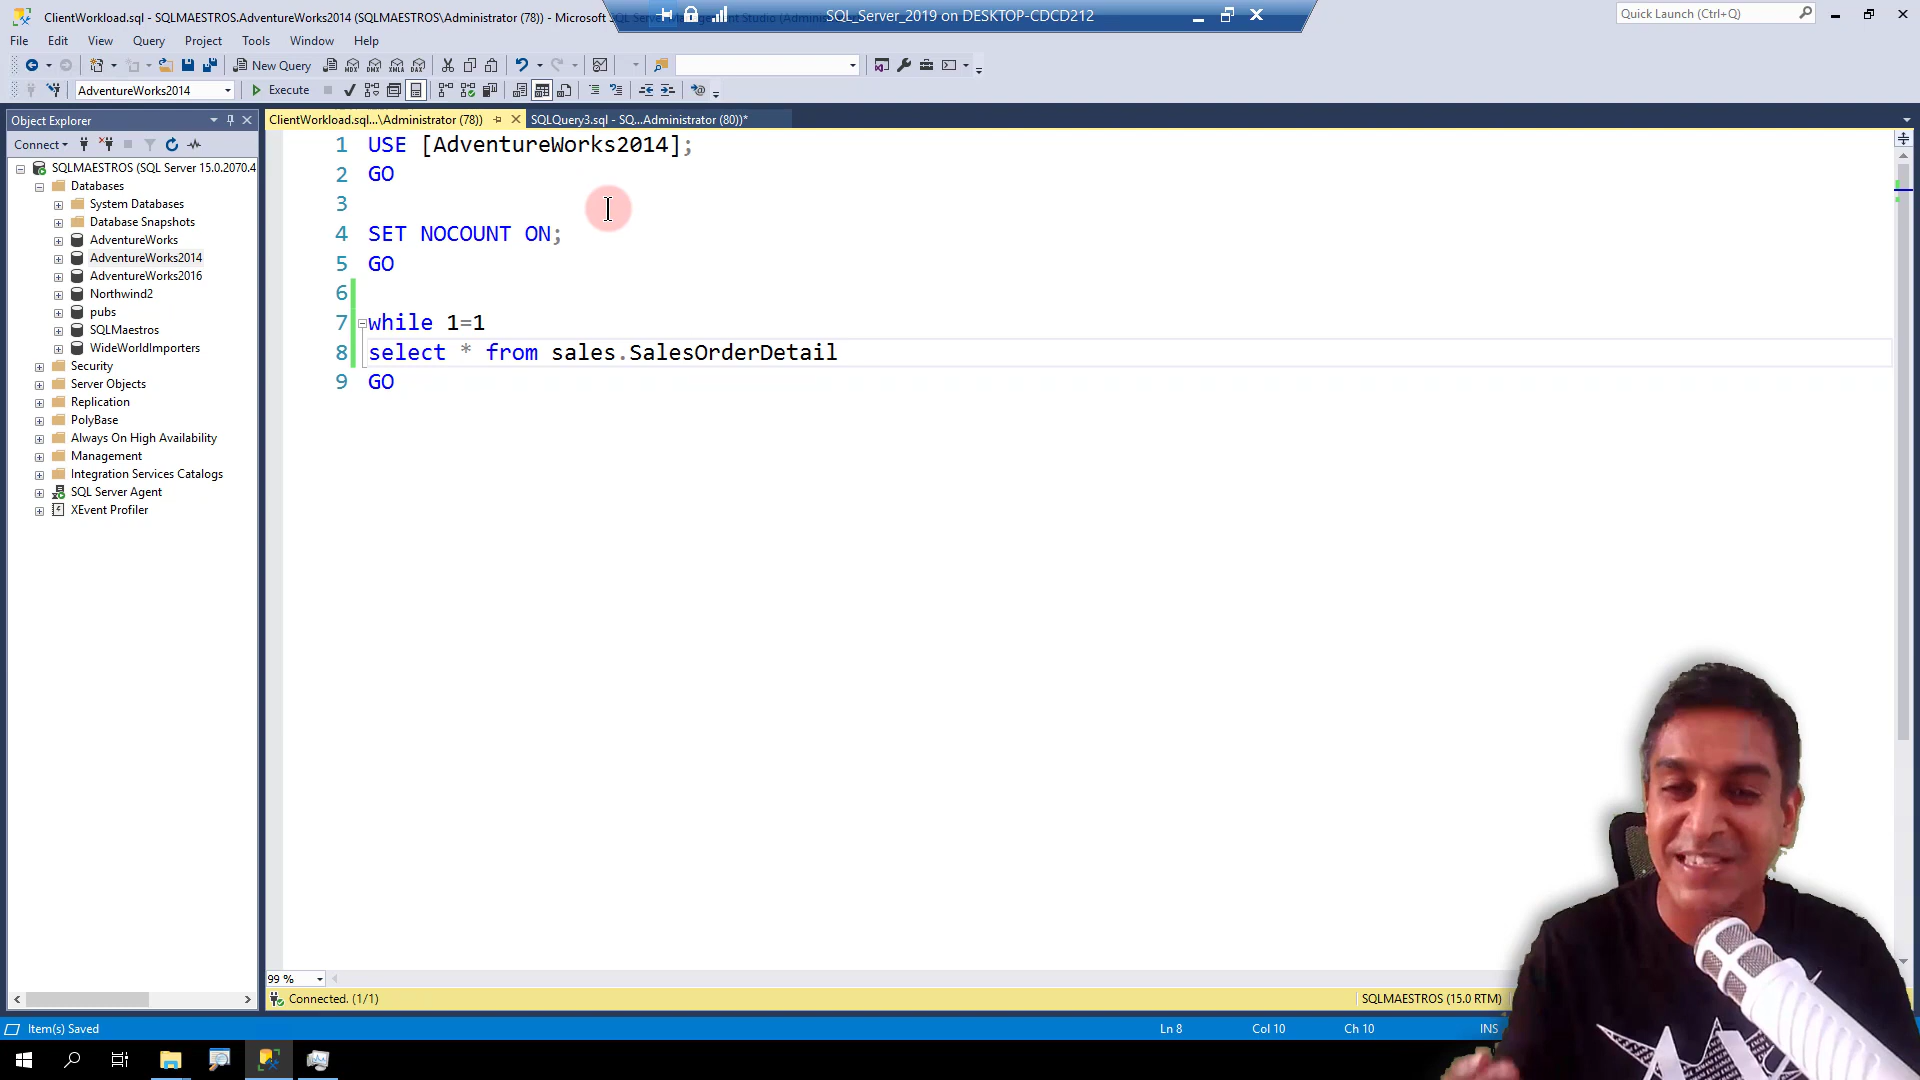 ClientWorkload.sql - SQLMAESTROS.AdventureWorks2014 (SQLMAESTROS\Administrator (78)) - Microsoft
SQL_Server_2019 on DESKTOP-CDCD212
Quick Launch (Ctrl+Q)
File Edit View Query Project Tools Window Help
New Query
MDX DMX XMLA DAX
AdventureWorks2014
Execute
Object Explorer
ClientWorkload.sql...\Administrator (78))
SQLQuery3.sql - SQ...Administrator (80))*
Connect
SQLMAESTROS (SQL Server 15.0.2070.4
Databases
System Databases
Database Snapshots
AdventureWorks
AdventureWorks2014
AdventureWorks2016
Northwind2
pubs
SQLMaestros
WideWorldImporters
Security
Server Objects
Replication
PolyBase
Always On High Availability
Management
Integration Services Catalogs
SQL Server Agent
XEvent Profiler
1 USE [AdventureWorks2014];
2 GO
3
4 SET NOCOUNT ON;
5 GO
6
7 while 1=1
8 select * from sales.SalesOrderDetail
9 GO
99 %
Connected. (1/1)
SQLMAESTROS (15.0 RTM)
Item(s) Saved
Ln 8
Col 10
Ch 10
INS